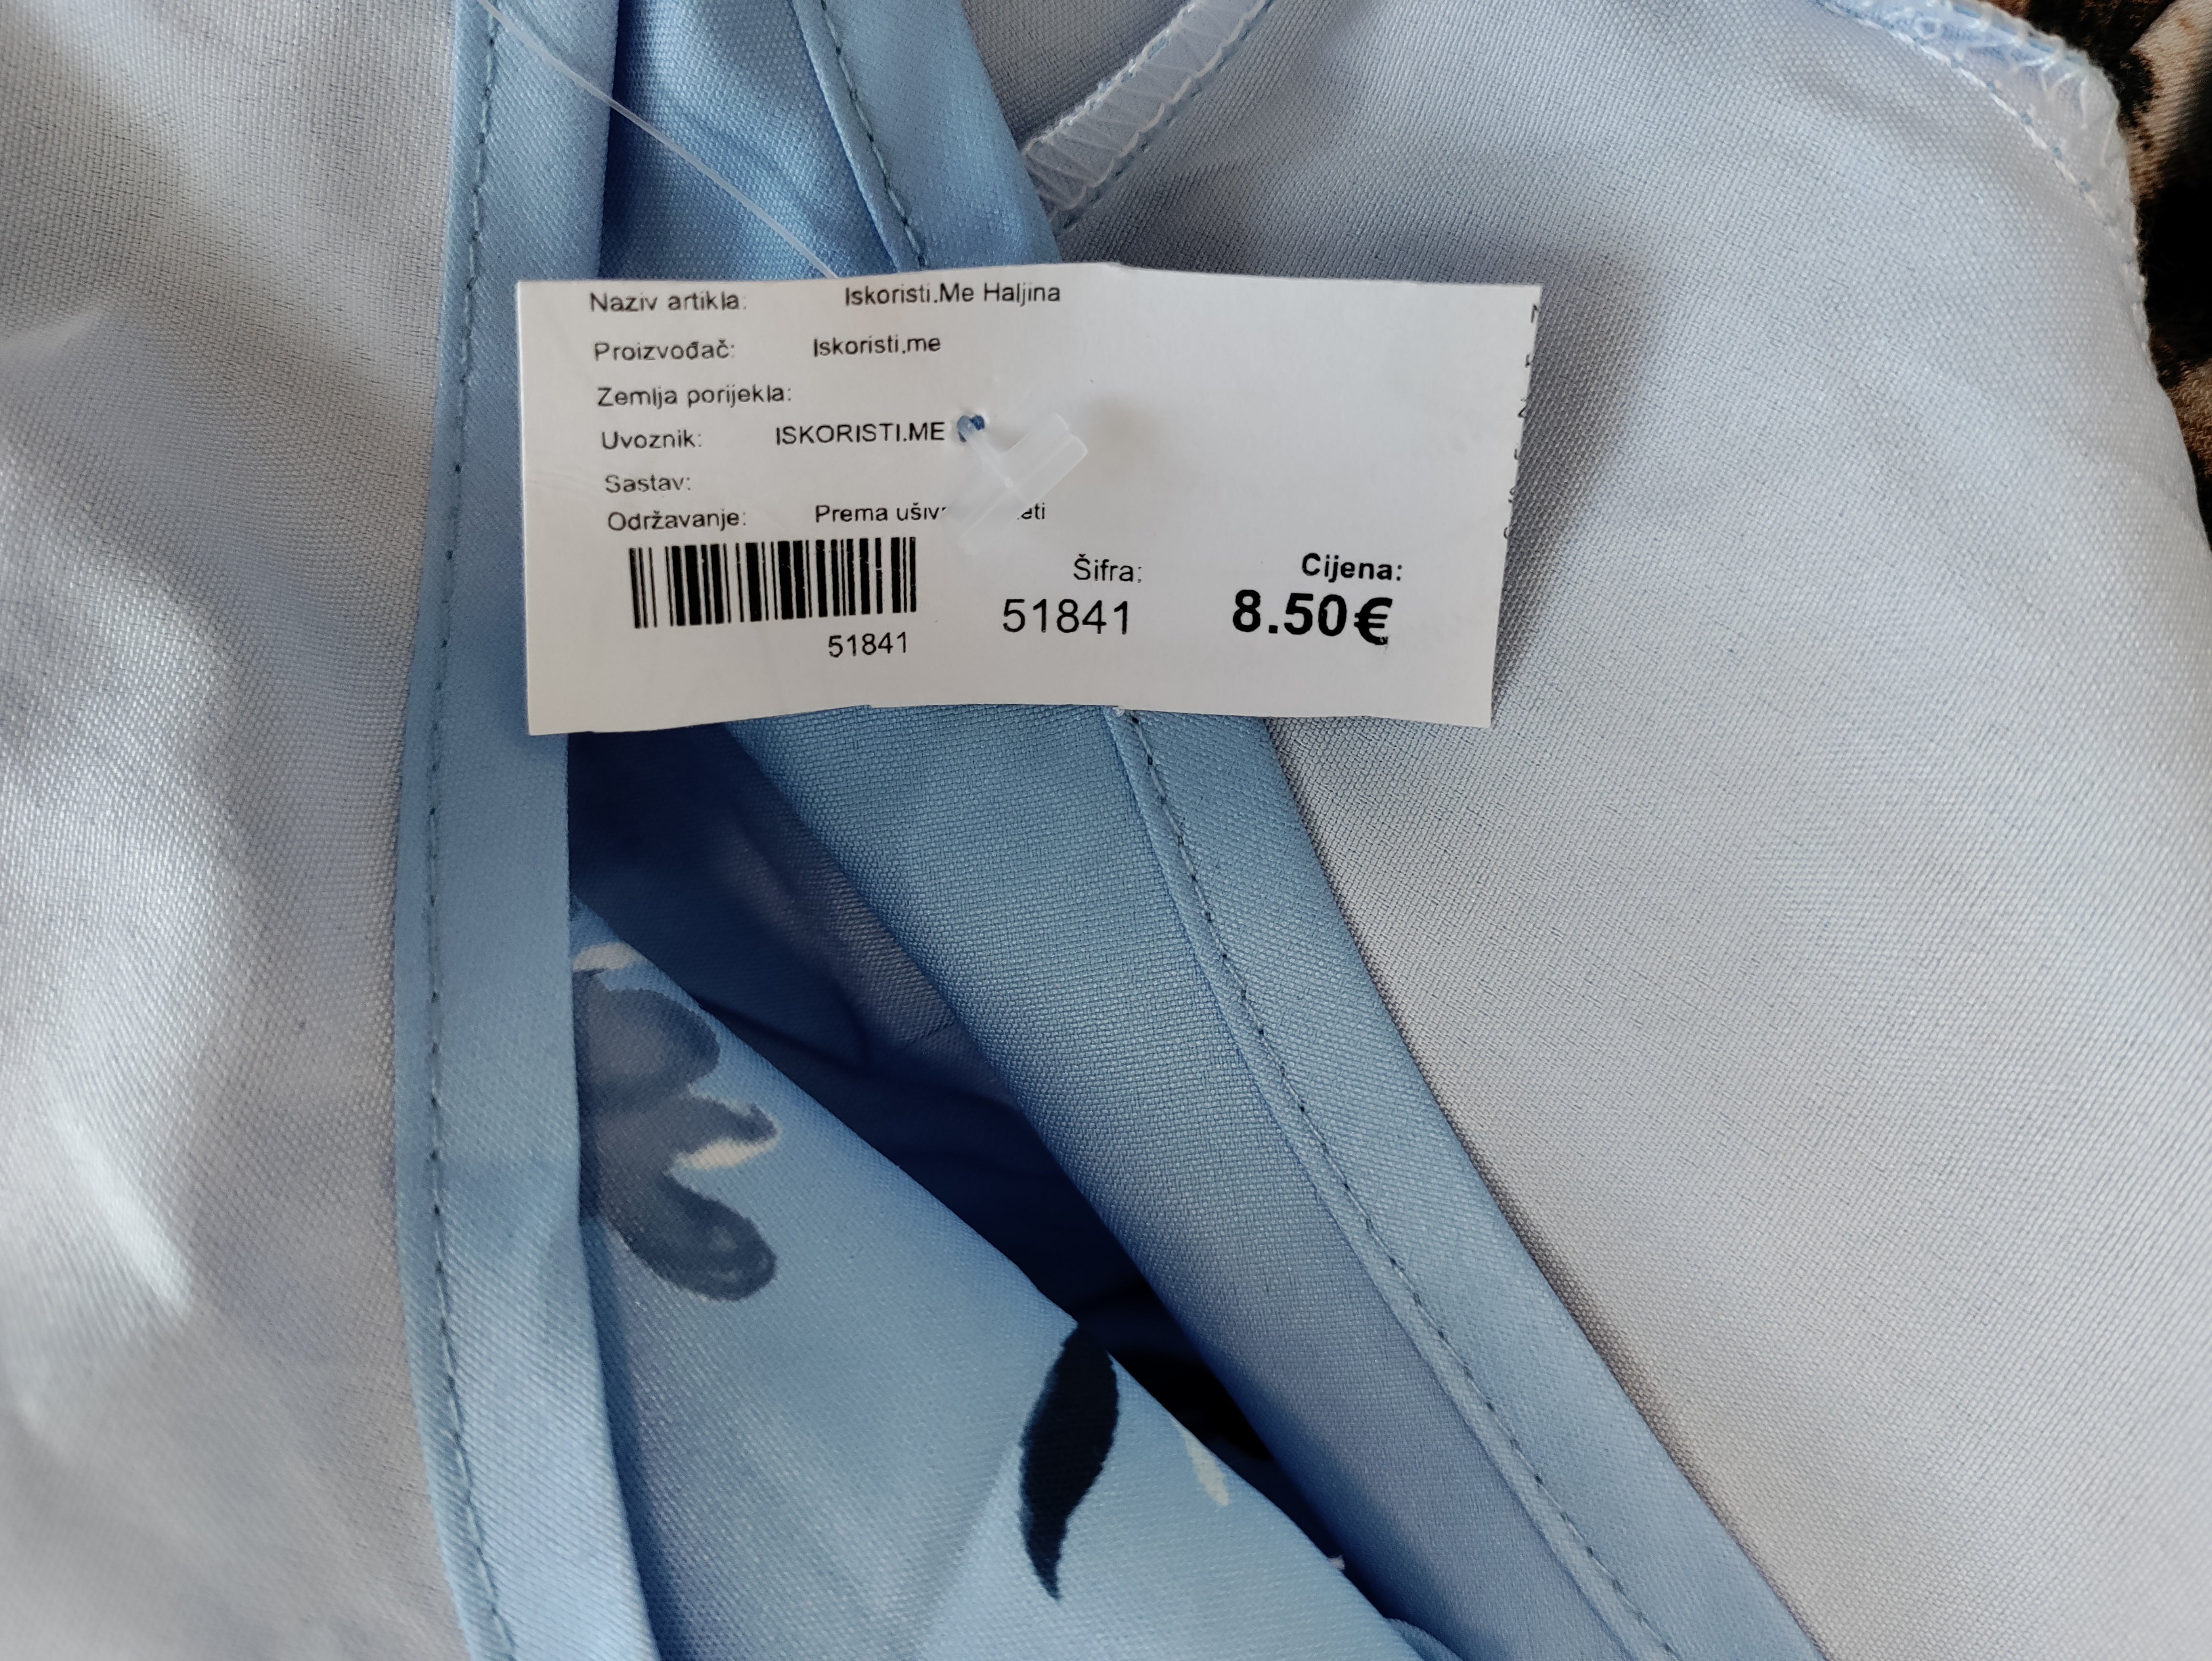 Naziv artikla: Iskoristi.Me Haljina
Proizvođač: Iskoristi.me
Zemlja porijekla:
Uvoznik: ISKORISTI.ME
Sastav:
Održavanje: Prema
Šifra: Cijena:
51841 8.50€
51841